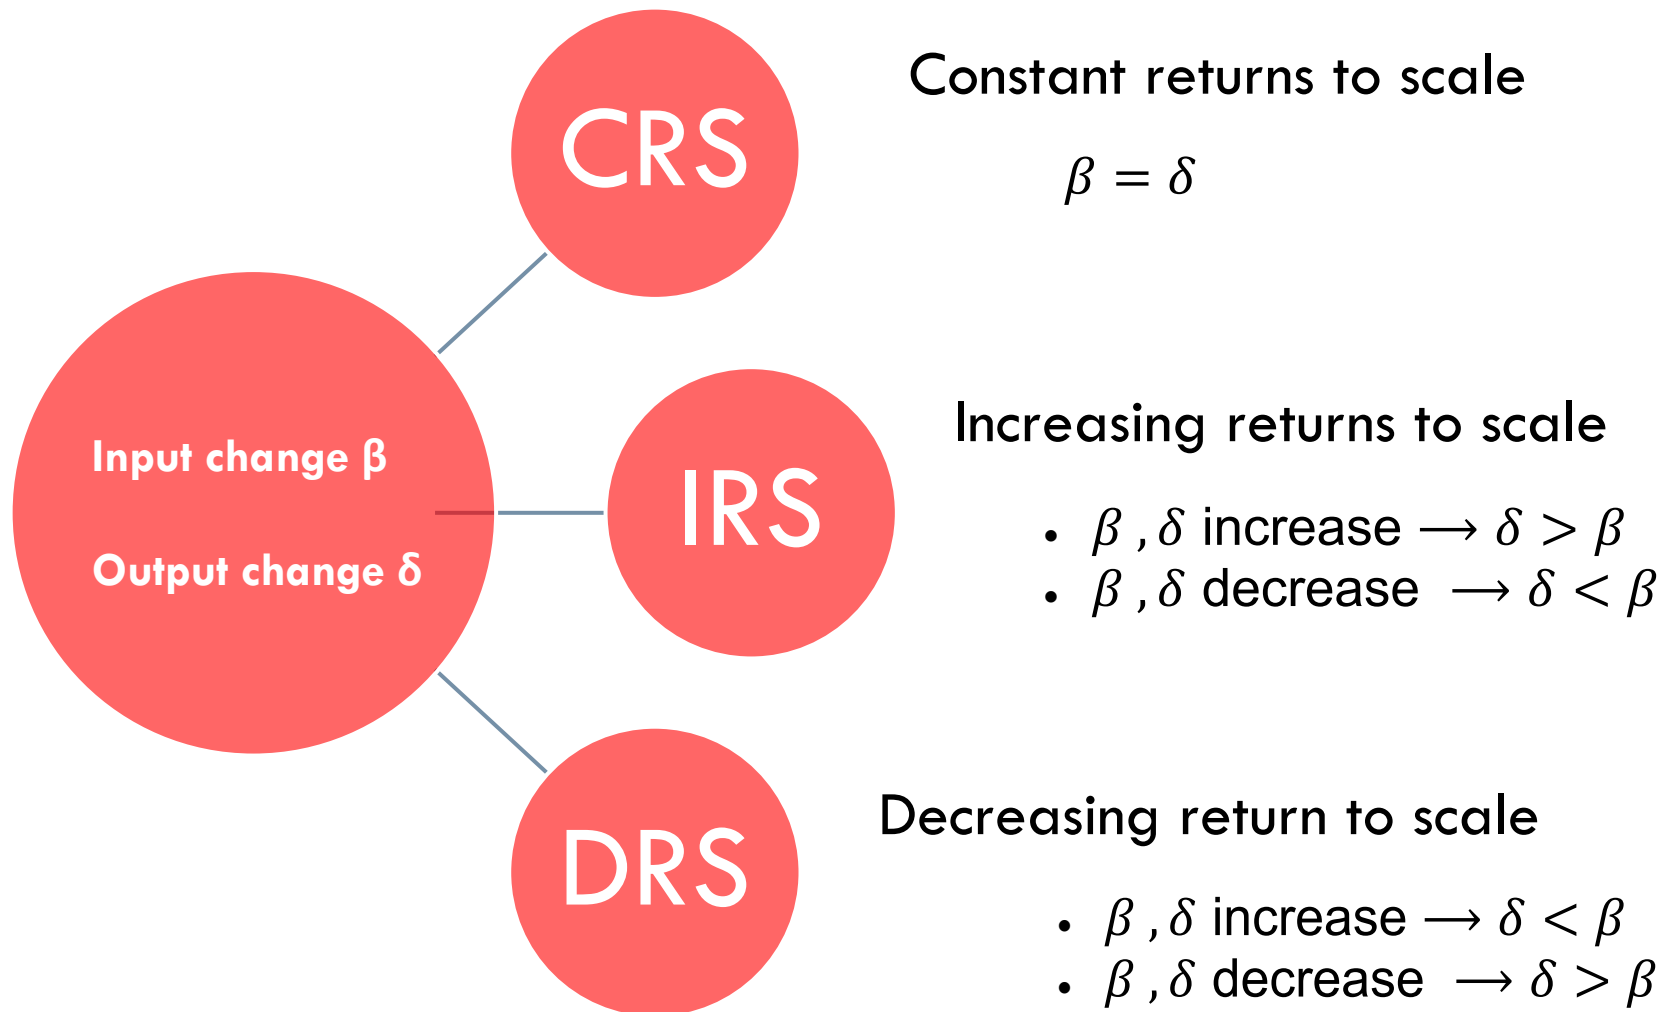 CRS
Constant returns to scale
β = δ
Input change β
Output change δ
IRS
Increasing returns to scale
• β , δ increase → δ > β
• β , δ decrease → δ < β
DRS
Decreasing return to scale
• β , δ increase → δ < β
• β , δ decrease → δ > β